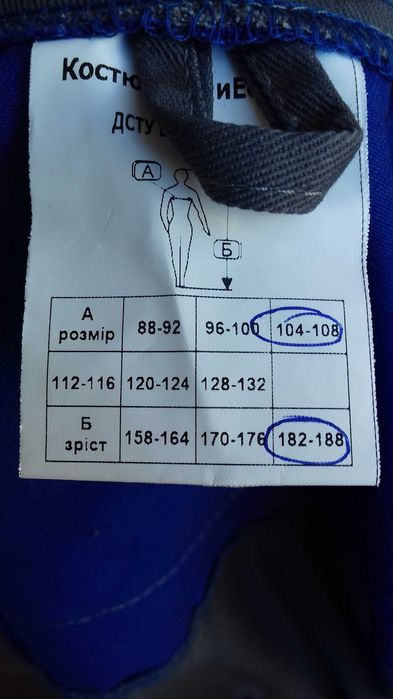 Костю иЕ
ДСТУ
А
Б
А
розмір 88-92 96-100 104-108
112-116 120-124 128-132
Б
зріст 158-164 170-176 182-188